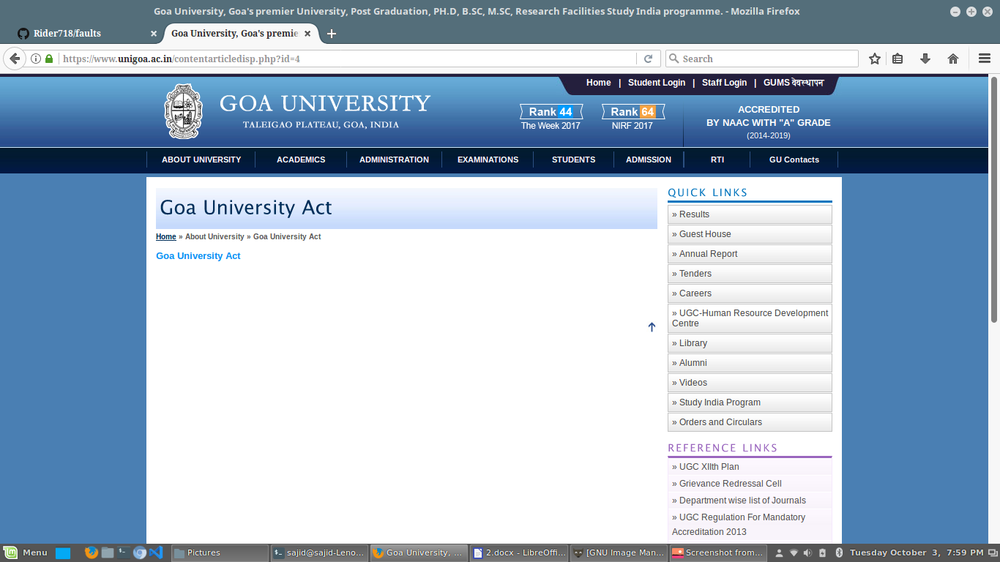 Goa University, Goa's premier University, Post Graduation, PH.D, B.SC, M.SC, Research Facilities Study India programme. - Mozilla Firefox
Rider718/faults
Goa University, Goa's premie
https://www.unigoa.ac.in/contentarticledisp.php?id=4
Search
Home | Student Login | Staff Login | GUMS वेवस्थापन
GOA UNIVERSITY
TALEIGAO PLATEAU, GOA, INDIA
Rank 44
The Week 2017
Rank 64
NIRF 2017
ACCREDITED
BY NAAC WITH "A" GRADE
(2014-2019)
ABOUT UNIVERSITY
ACADEMICS
ADMINISTRATION
EXAMINATIONS
STUDENTS
ADMISSION
RTI
GU Contacts
Goa University Act
Home » About University » Goa University Act
Goa University Act
QUICK LINKS
» Results
» Guest House
» Annual Report
» Tenders
» Careers
» UGC-Human Resource Development
Centre
» Library
» Alumni
» Videos
» Study India Program
» Orders and Circulars
REFERENCE LINKS
» UGC XIIth Plan
» Grievance Redressal Cell
» Department wise list of Journals
» UGC Regulation For Mandatory
Accreditation 2013
Menu
Pictures
sajid@sajid-Leno...
Goa University, ...
2.docx - LibreOffi...
[GNU Image Man...
Screenshot from...
Tuesday October 3, 7:59 PM